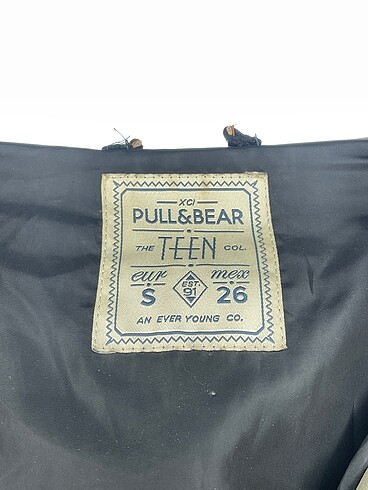 XCI
PULL&BEAR
THE TEEN COL.
eur EST. mex
S 91 26
AN EVER YOUNG CO.